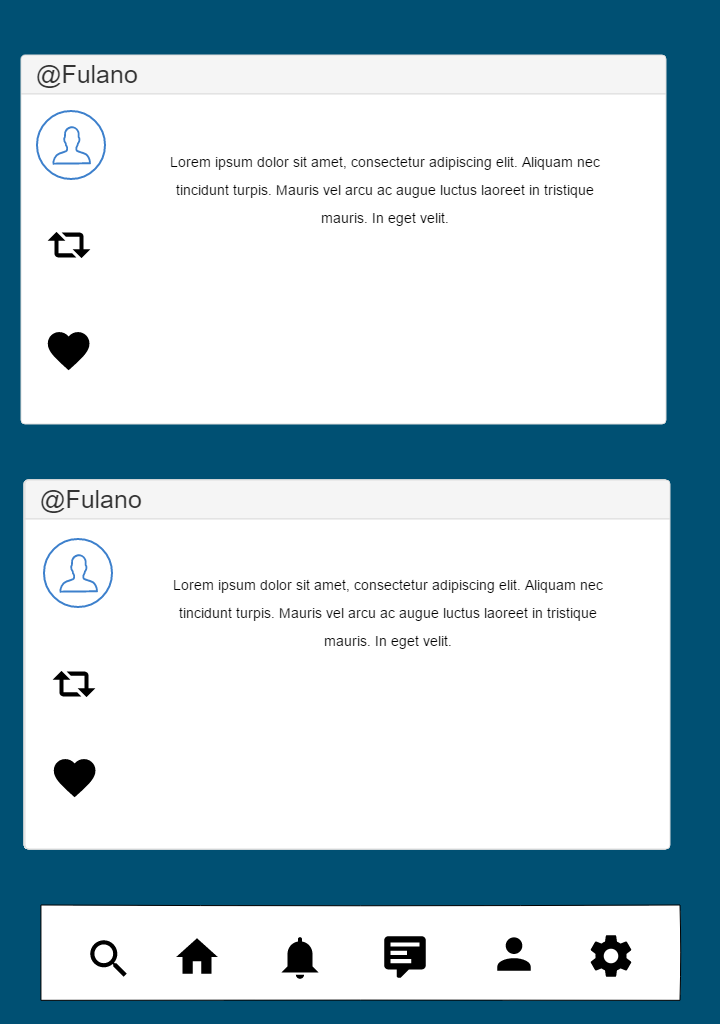 @Fulano
Lorem ipsum dolor sit amet, consectetur adipiscing elit. Aliquam nec
tincidunt turpis. Mauris vel arcu ac augue luctus laoreet in tristique
mauris. In eget velit.
@Fulano
Lorem ipsum dolor sit amet, consectetur adipiscing elit. Aliquam nec
tincidunt turpis. Mauris vel arcu ac augue luctus laoreet in tristique
mauris. In eget velit.